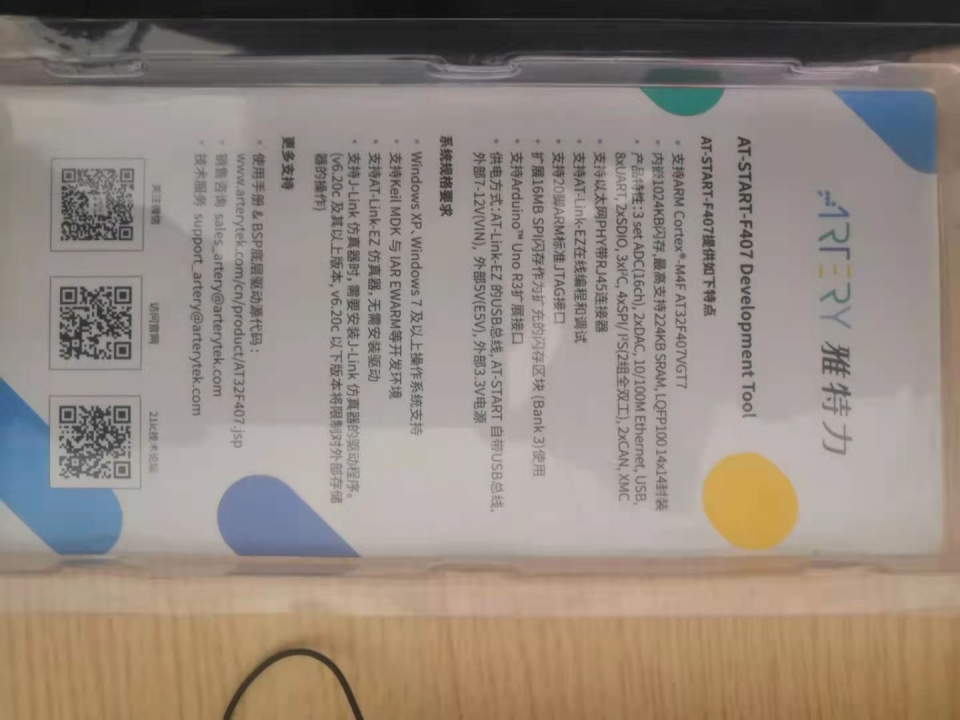 ARTERY 雅特力
AT-START-F407 Development Tool
AT-START-F407提供如下特点
• 支持ARM Cortex®-M4F AT32F407VGT7
• 内嵌1024KB闪存,最高支持224KB SRAM, LQFP100 14x14封装
• 产品特性:3 set ADC(16ch), 2xDAC, 10/100M Ethernet, USB,
8xUART, 2xSDIO, 3xI²C, 4xSPI/ I²S(2组全双工), 2xCAN, XMC
• 支持以太网PHY带RJ45连接器
• 支持AT-Link-EZ在线编程和调试
• 支持20脚ARM标准JTAG接口
• 扩展16MB SPI闪存作为扩充的闪存区块 (Bank 3)使用
• 支持Arduino™ Uno R3扩展接口
• 供电方式:AT-Link-EZ 的USB总线, AT-START 自带USB总线,
外部7-12V(VIN), 外部5V(E5V), 外部3.3V电源
系统规格要求
• Windows XP, Windows 7 及以上操作系统支持
• 支持Keil MDK 与 IAR EWARM等开发环境
• 支持AT-Link-EZ 仿真器, 无需安装驱动
• 支持J-Link 仿真器时, 需要安装J-Link 仿真器的驱动程序。
(v6.20c 及其以上版本, v6.20c 以下版本将限制对外部存储
器的操作)
更多支持
• 使用手册 & BSP底层驱动源代码:
www.arterytek.com/cn/product/AT32F407.jsp
• 销售咨询 sales_artery@arterytek.com
• 技术服务 support_artery@arterytek.com
关注微信
访问官网
21ic技术论坛